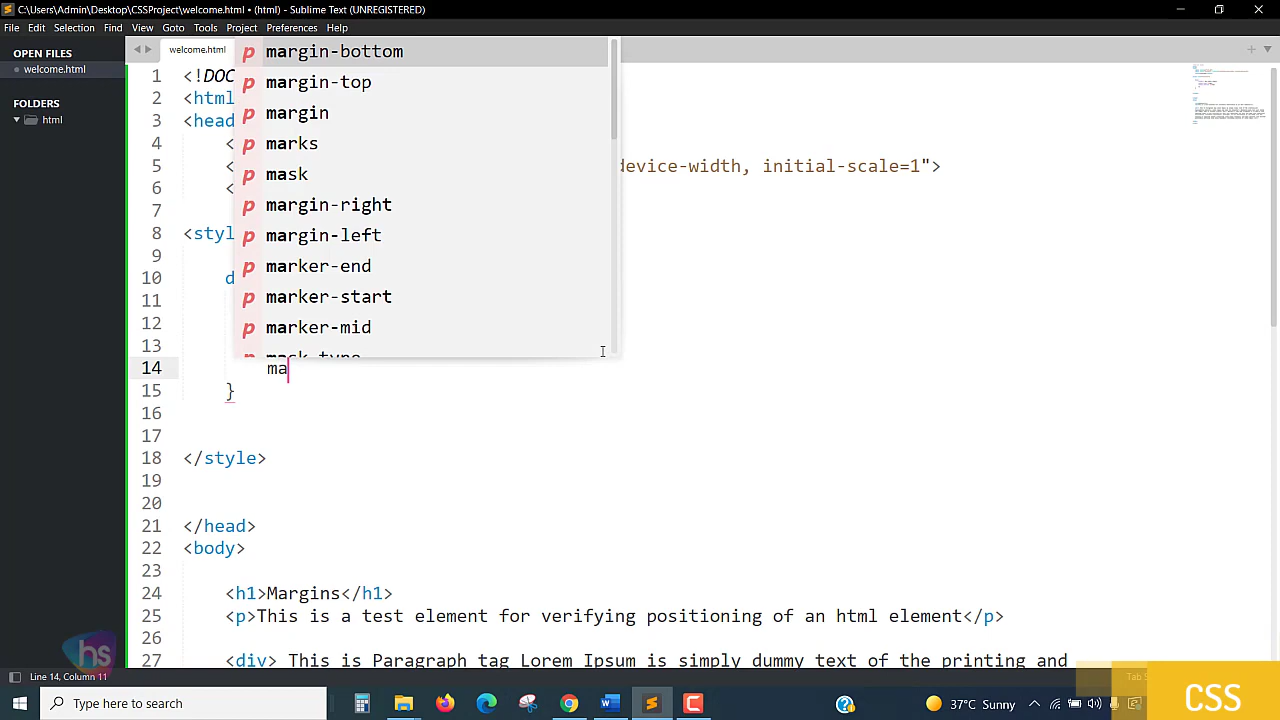 C:\Users\Admin\Desktop\CSSProject\welcome.html • (html) - Sublime Text (UNREGISTERED)
File Edit Selection Find View Goto Tools Project Preferences Help
OPEN FILES
welcome.html
FOLDERS
html
welcome.html
1 <!DOC
2 <html
3 <head
4 <
5 < device-width, initial-scale=1">
6 <
7
8 <styl
9
10 d
11
12
13
14 ma
15 }
16
17
18 </style>
19
20
21 </head>
22 <body>
23
24 <h1>Margins</h1>
25 <p>This is a test element for verifying positioning of an html element</p>
26
27 <div> This is Paragraph tag Lorem Ipsum is simply dummy text of the printing and
p margin-bottom
p margin-top
p margin
p marks
p mask
p margin-right
p margin-left
p marker-end
p marker-start
p marker-mid
p mask-type
hs
Line 14, Column 11
Tab S
Type here to search
37°C Sunny
CSS